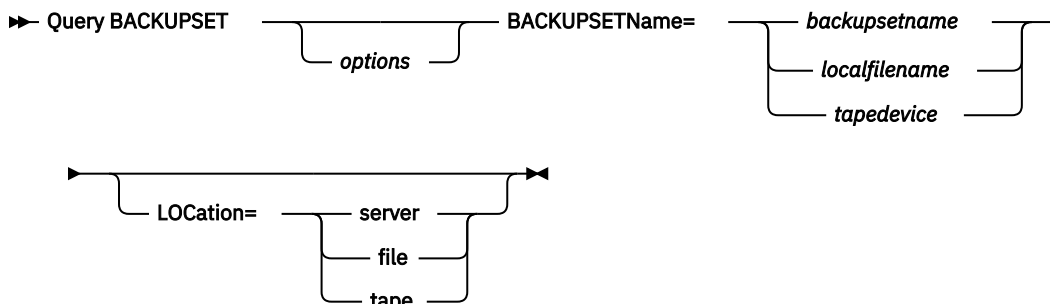 Query BACKUPSET options BACKUPSETName= backupsetname
localfilename
tapedevice
LOCation= server
file
tape